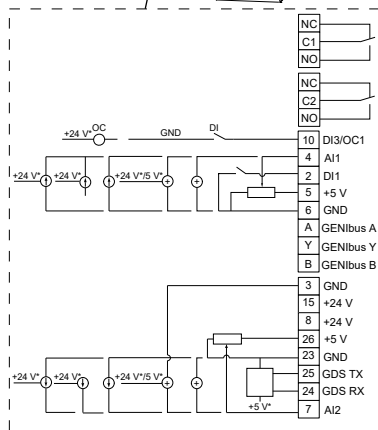 NC
C1
NO
NC
C2
NO
+24 V* OC GND DI 10 DI3/OC1
4 AI1
+24 V* +24 V* +24 V*/5 V* 2 DI1
5 +5 V
6 GND
A GENIbus A
Y GENIbus Y
B GENIbus B
3 GND
15 +24 V
8 +24 V
26 +5 V
23 GND
+24 V* +24 V* +24 V*/5 V* 25 GDS TX
24 GDS RX
+5 V* 7 AI2